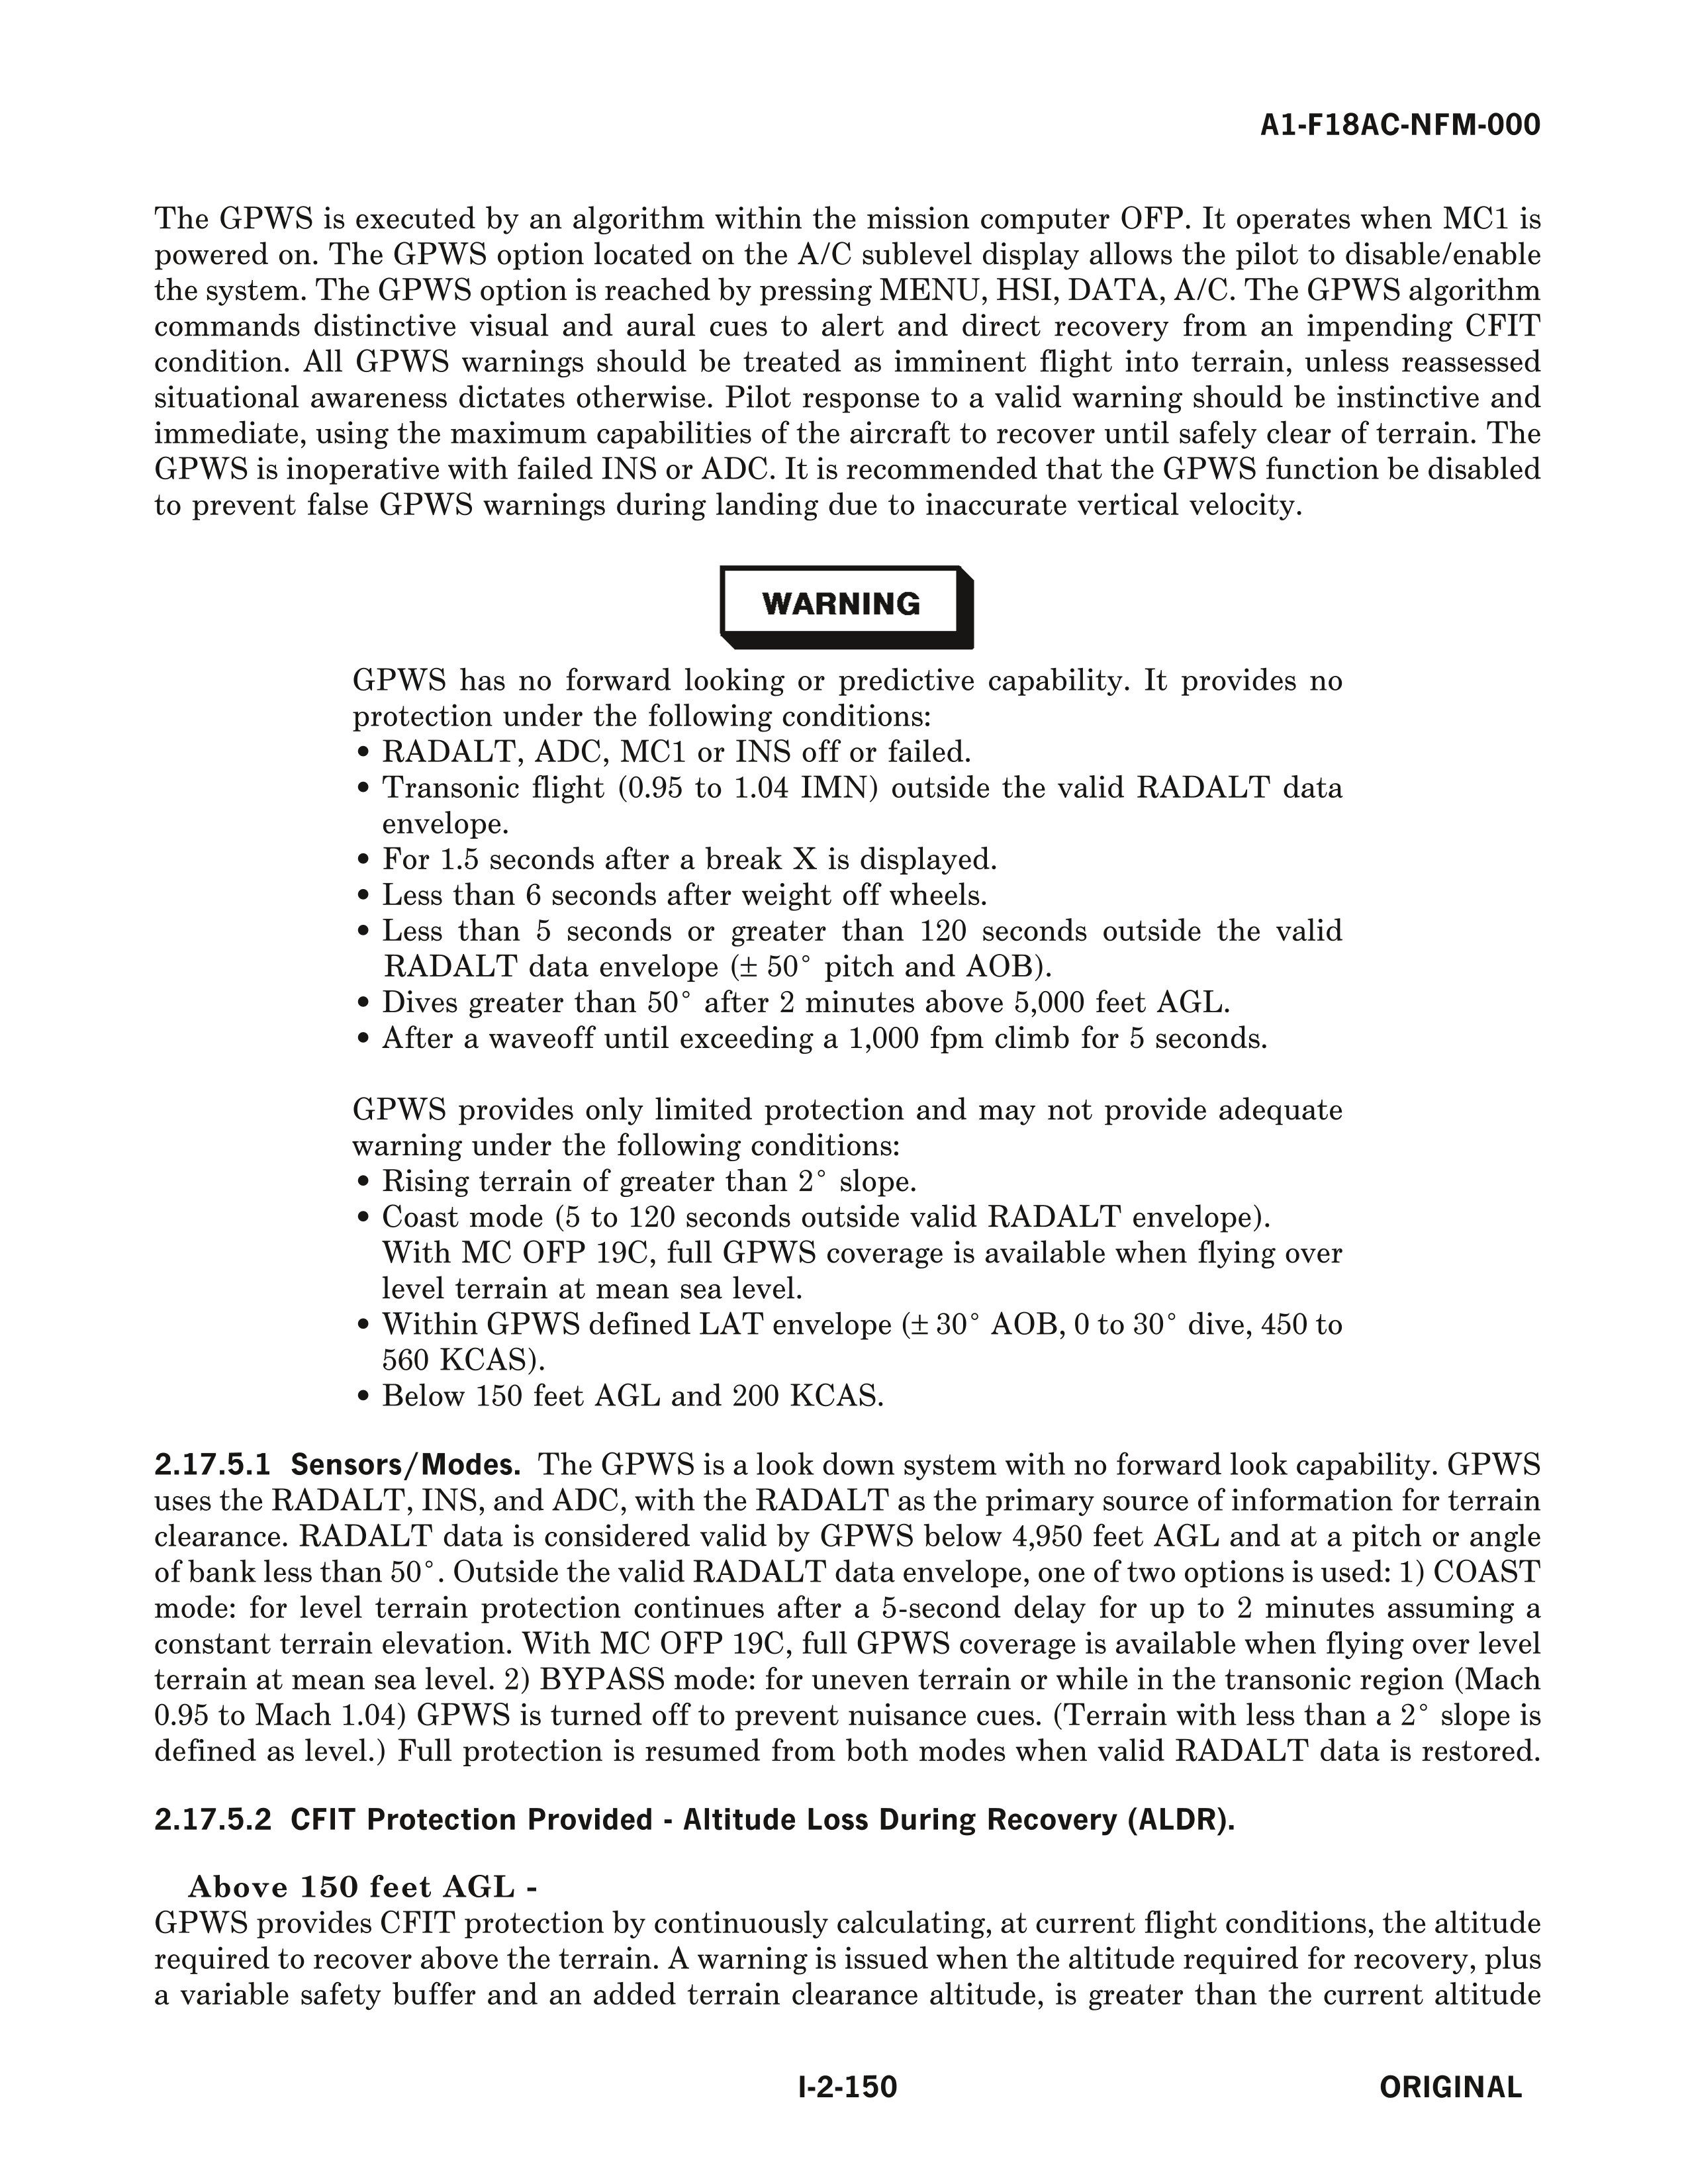 A1-F18AC-NFM-000
The GPWS is executed by an algorithm within the mission computer OFP. It operates when MC1 is
powered on. The GPWS option located on the A/C sublevel display allows the pilot to disable/enable
the system. The GPWS option is reached by pressing MENU, HSI, DATA, A/C. The GPWS algorithm
commands distinctive visual and aural cues to alert and direct recovery from an impending CFIT
condition. All GPWS warnings should be treated as imminent flight into terrain, unless reassessed
situational awareness dictates otherwise. Pilot response to a valid warning should be instinctive and
immediate, using the maximum capabilities of the aircraft to recover until safely clear of terrain. The
GPWS is inoperative with failed INS or ADC. It is recommended that the GPWS function be disabled
to prevent false GPWS warnings during landing due to inaccurate vertical velocity.
WARNING
GPWS has no forward looking or predictive capability. It provides no
protection under the following conditions:
• RADALT, ADC, MC1 or INS off or failed.
• Transonic flight (0.95 to 1.04 IMN) outside the valid RADALT data
envelope.
• For 1.5 seconds after a break X is displayed.
• Less than 6 seconds after weight off wheels.
• Less than 5 seconds or greater than 120 seconds outside the valid
RADALT data envelope (± 50° pitch and AOB).
• Dives greater than 50° after 2 minutes above 5,000 feet AGL.
• After a waveoff until exceeding a 1,000 fpm climb for 5 seconds.
GPWS provides only limited protection and may not provide adequate
warning under the following conditions:
• Rising terrain of greater than 2° slope.
• Coast mode (5 to 120 seconds outside valid RADALT envelope).
With MC OFP 19C, full GPWS coverage is available when flying over
level terrain at mean sea level.
• Within GPWS defined LAT envelope (± 30° AOB, 0 to 30° dive, 450 to
560 KCAS).
• Below 150 feet AGL and 200 KCAS.
2.17.5.1 Sensors/Modes. The GPWS is a look down system with no forward look capability. GPWS
uses the RADALT, INS, and ADC, with the RADALT as the primary source of information for terrain
clearance. RADALT data is considered valid by GPWS below 4,950 feet AGL and at a pitch or angle
of bank less than 50°. Outside the valid RADALT data envelope, one of two options is used: 1) COAST
mode: for level terrain protection continues after a 5-second delay for up to 2 minutes assuming a
constant terrain elevation. With MC OFP 19C, full GPWS coverage is available when flying over level
terrain at mean sea level. 2) BYPASS mode: for uneven terrain or while in the transonic region (Mach
0.95 to Mach 1.04) GPWS is turned off to prevent nuisance cues. (Terrain with less than a 2° slope is
defined as level.) Full protection is resumed from both modes when valid RADALT data is restored.
2.17.5.2 CFIT Protection Provided - Altitude Loss During Recovery (ALDR).
Above 150 feet AGL -
GPWS provides CFIT protection by continuously calculating, at current flight conditions, the altitude
required to recover above the terrain. A warning is issued when the altitude required for recovery, plus
a variable safety buffer and an added terrain clearance altitude, is greater than the current altitude
I-2-150
ORIGINAL